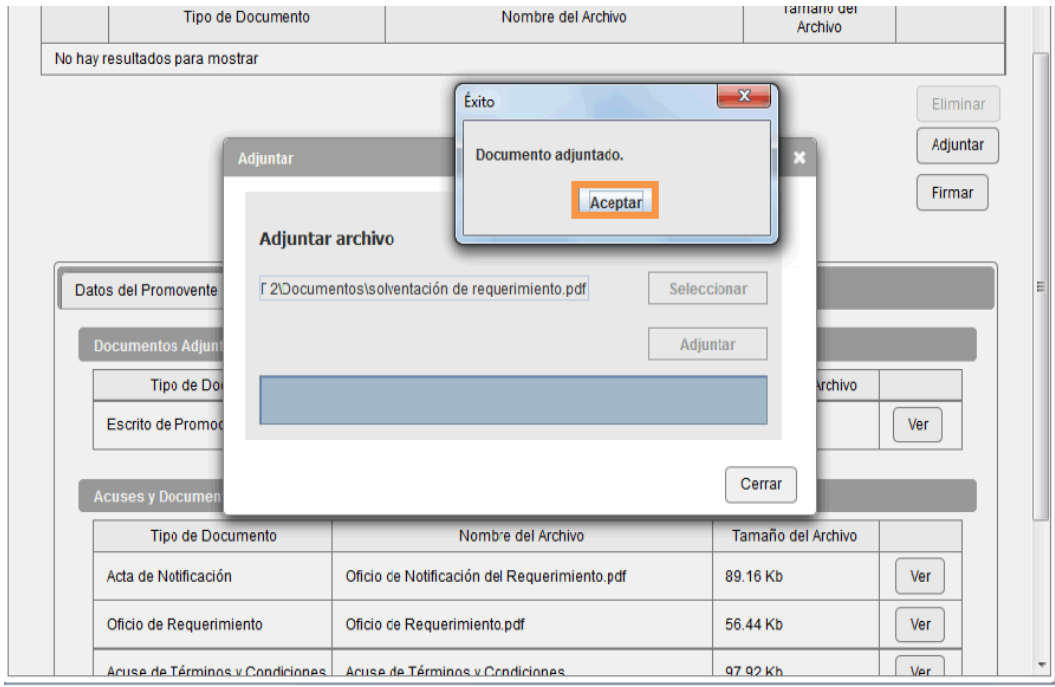 Tipo de Documento Nombre del Archivo Tamaño del Archivo
No hay resultados para mostrar
Éxito
Eliminar
Documento adjuntado.
Adjuntar
Adjuntar
Aceptar
Firmar
Adjuntar archivo
2\Documentos\solventación de requerimiento.pdf Seleccionar
Datos del Promovente
Adjuntar
Documentos Adjunt
Tipo de Do Archivo
Escrito de Promoc Ver
Cerrar
Acuses y Documen
Tipo de Documento Nombre del Archivo Tamaño del Archivo
Acta de Notificación Oficio de Notificación del Requerimiento.pdf 89.16 Kb Ver
Oficio de Requerimiento Oficio de Requerimiento.pdf 56.44 Kb Ver
Acuse de Términos y Condiciones Acuse de Términos y Condiciones 97.92 Kb Ver